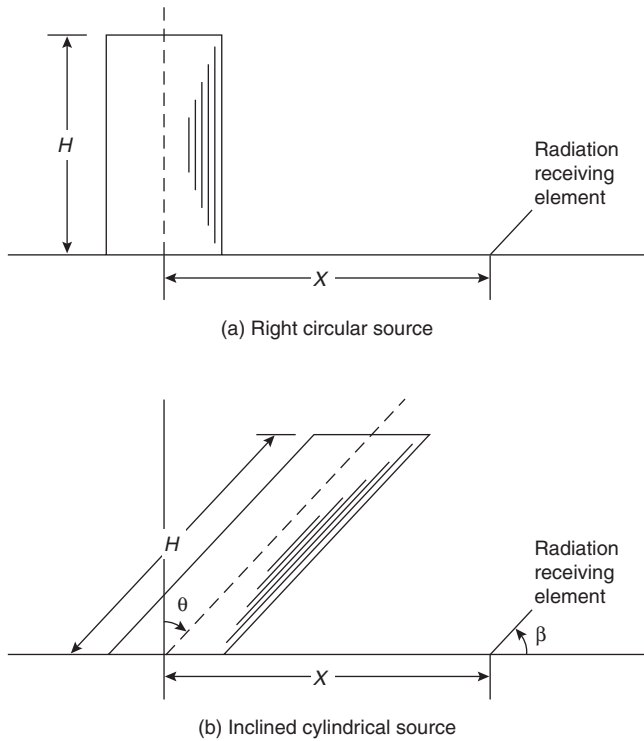 H
Radiation
receiving
element
X
(a) Right circular source
H
θ
Radiation
receiving
element
β
X
(b) Inclined cylindrical source